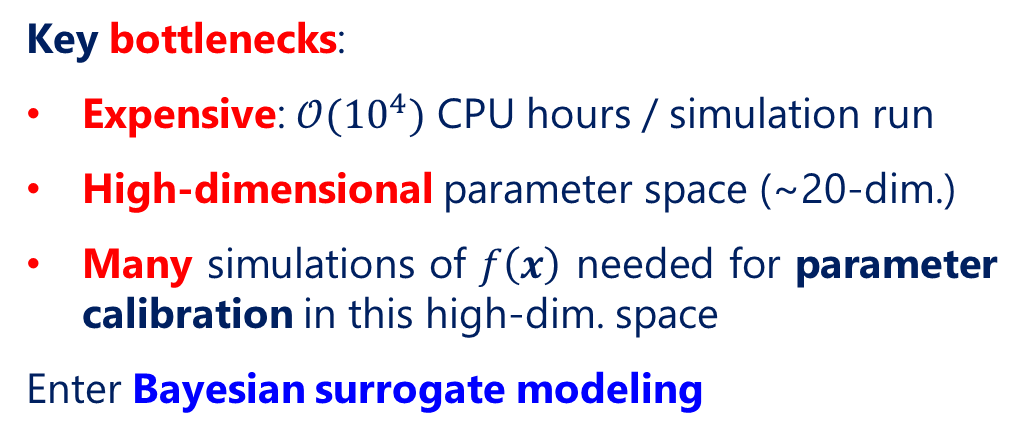 Key bottlenecks:
• Expensive: 𝒪(10⁴) CPU hours / simulation run
• High-dimensional parameter space (~20-dim.)
• Many simulations of f(x) needed for parameter
calibration in this high-dim. space
Enter Bayesian surrogate modeling